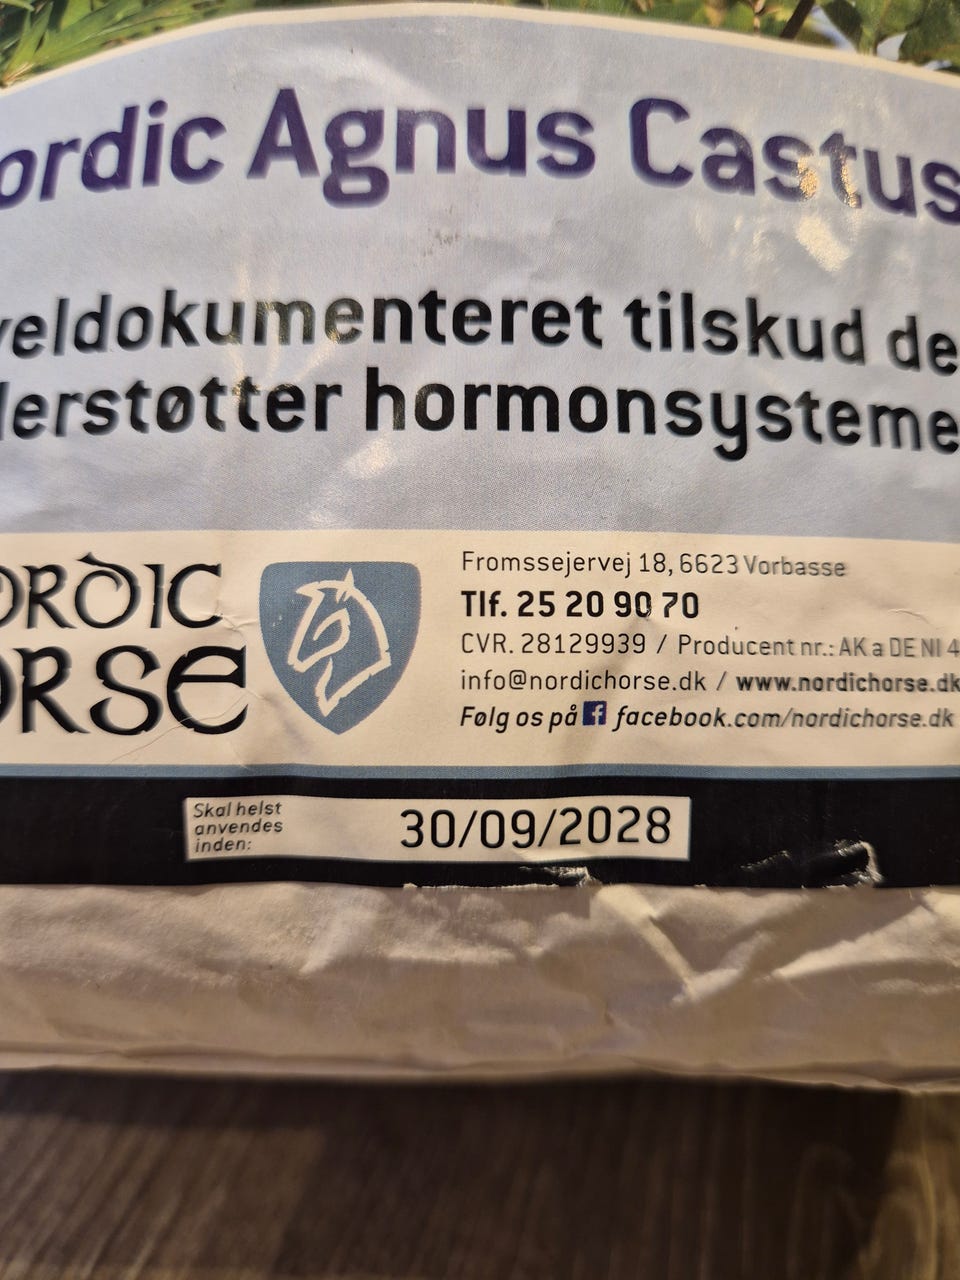 ordic Agnus Castus
veldokumenteret tilskud de
derstøtter hormonsysteme
ORDIC
ORSE
Fromssejervej 18, 6623 Vorbasse
Tlf. 25 20 90 70
CVR. 28129939 / Producent nr.: AK a DE NI 4
info@nordichorse.dk / www.nordichorse.dk
Følg os på f facebook.com/nordichorse.dk
Skal helst
anvendes
inden:
30/09/2028